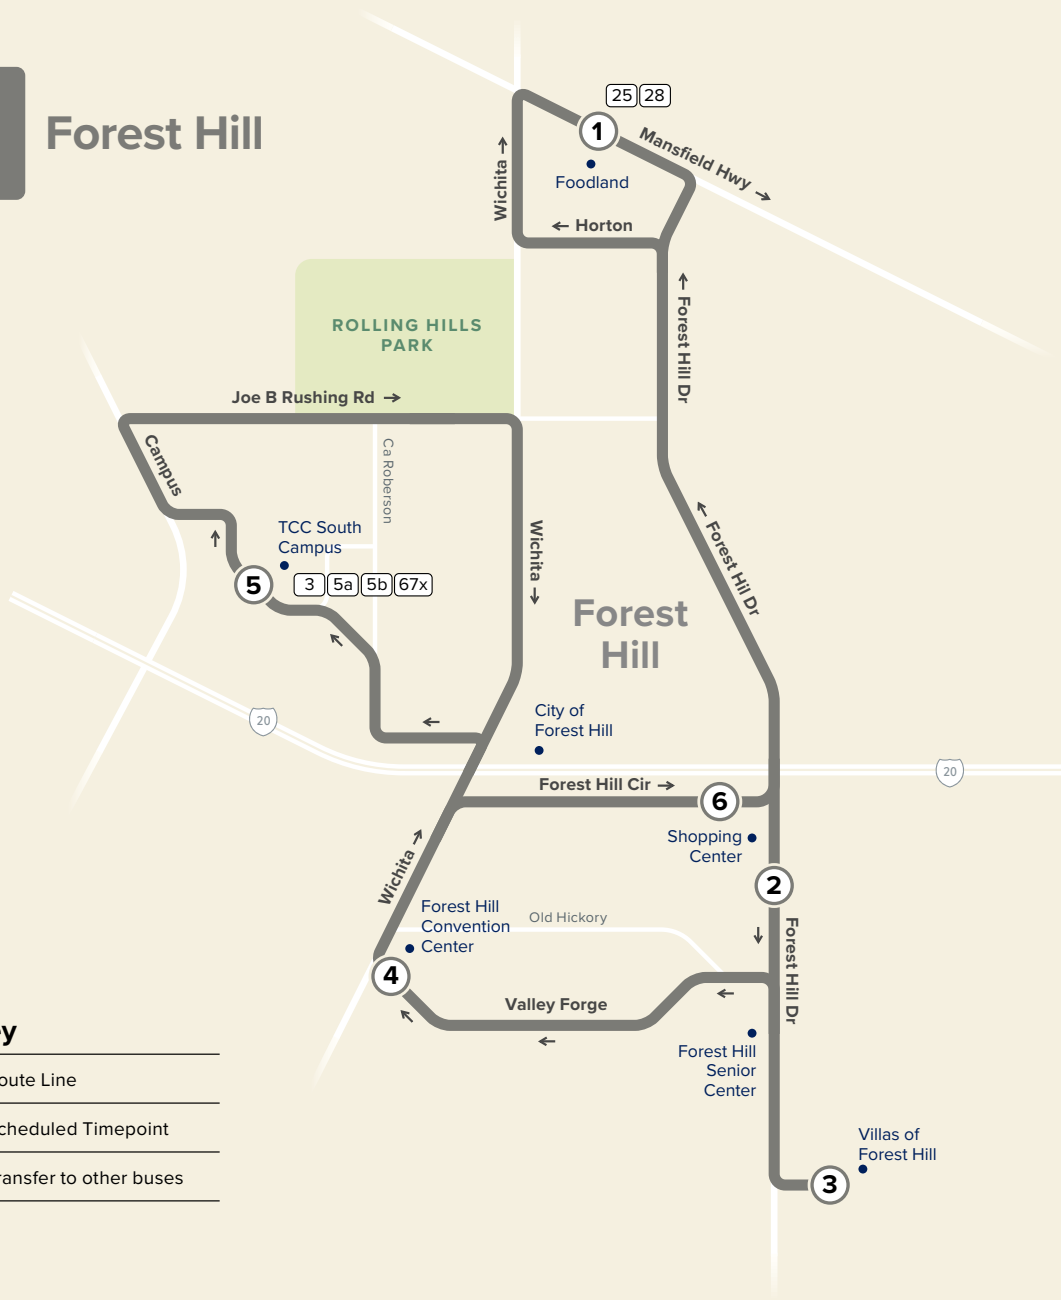 Forest Hill
25 28
1
Mansfield Hwy →
Foodland
Wichita →
← Horton
← Forest Hill Dr
ROLLING HILLS
PARK
Joe B Rushing Rd →
Campus
Ca Roberson
TCC South
Campus
5
3 5a 5b 67x
Wichita →
← Forest Hil Dr
Forest
Hill
20
City of
Forest Hill
20
Forest Hill Cir →
6
Shopping
Center
2
Wichita →
Forest Hill
Convention
Center
Old Hickory
Forest Hill Dr
4
Valley Forge
Forest Hill
Senior
Center
Villas of
Forest Hill
3
y
oute Line
cheduled Timepoint
ransfer to other buses